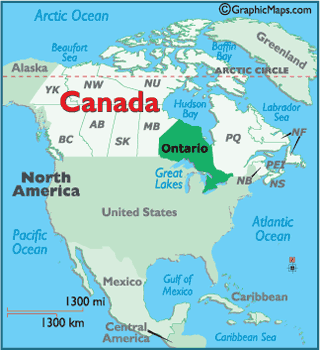 ©GraphicMaps.com
Arctic Ocean
Beaufort
Sea
Baffin
Bay
Greenland
Alaska
ARCTIC CIRCLE
YK
NW
NU
Canada
Hudson
Bay
Labrador
Sea
BC
AB
SK
MB
Ontario
PQ
NF
PEI
NB
NS
Great
Lakes
North
America
United States
Atlantic
Ocean
Pacific
Ocean
Mexico
Gulf of
Mexico
1300 mi
1300 km
Caribbean
Central
America
Caribbean Sea